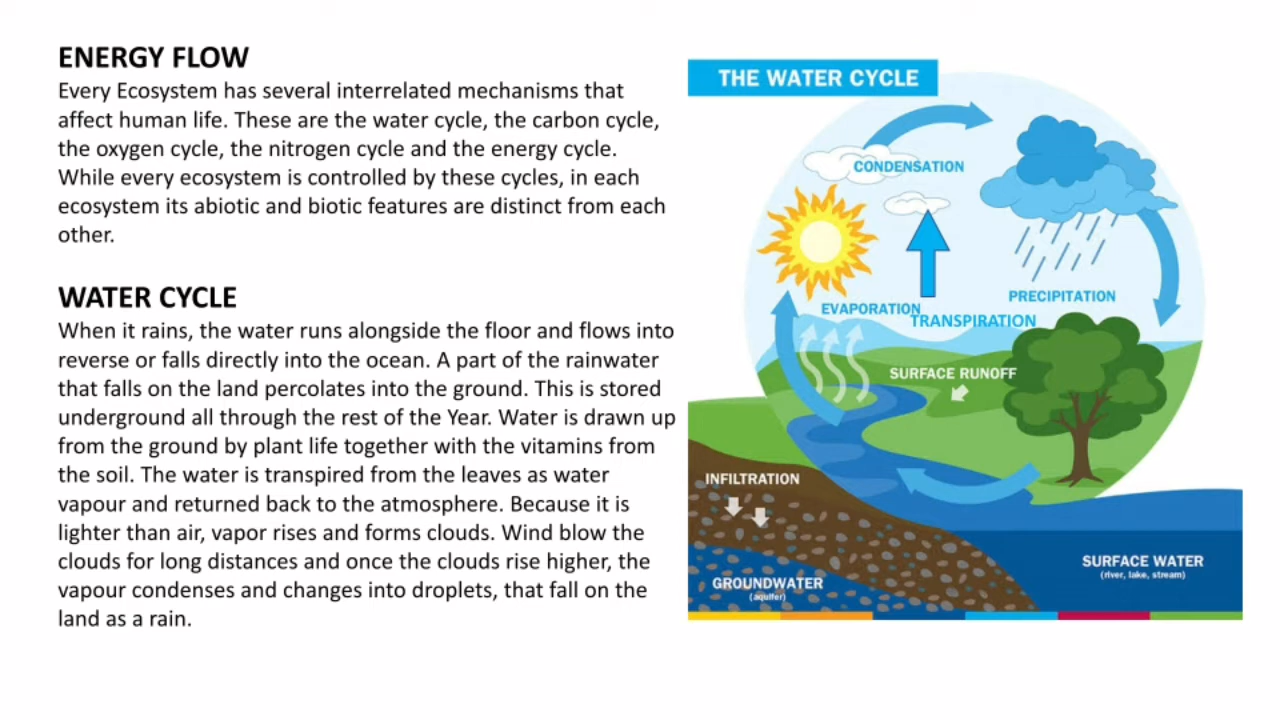 ENERGY FLOW
Every Ecosystem has several interrelated mechanisms that
affect human life. These are the water cycle, the carbon cycle,
the oxygen cycle, the nitrogen cycle and the energy cycle.
While every ecosystem is controlled by these cycles, in each
ecosystem its abiotic and biotic features are distinct from each
other.
WATER CYCLE
When it rains, the water runs alongside the floor and flows into
reverse or falls directly into the ocean. A part of the rainwater
that falls on the land percolates into the ground. This is stored
underground all through the rest of the Year. Water is drawn up
from the ground by plant life together with the vitamins from
the soil. The water is transpired from the leaves as water
vapour and returned back to the atmosphere. Because it is
lighter than air, vapor rises and forms clouds. Wind blow the
clouds for long distances and once the clouds rise higher, the
vapour condenses and changes into droplets, that fall on the
land as a rain.
THE WATER CYCLE
CONDENSATION
PRECIPITATION
EVAPORATION
TRANSPIRATION
SURFACE RUNOFF
INFILTRATION
SURFACE WATER
(river, lake, stream)
GROUNDWATER
(aquifer)